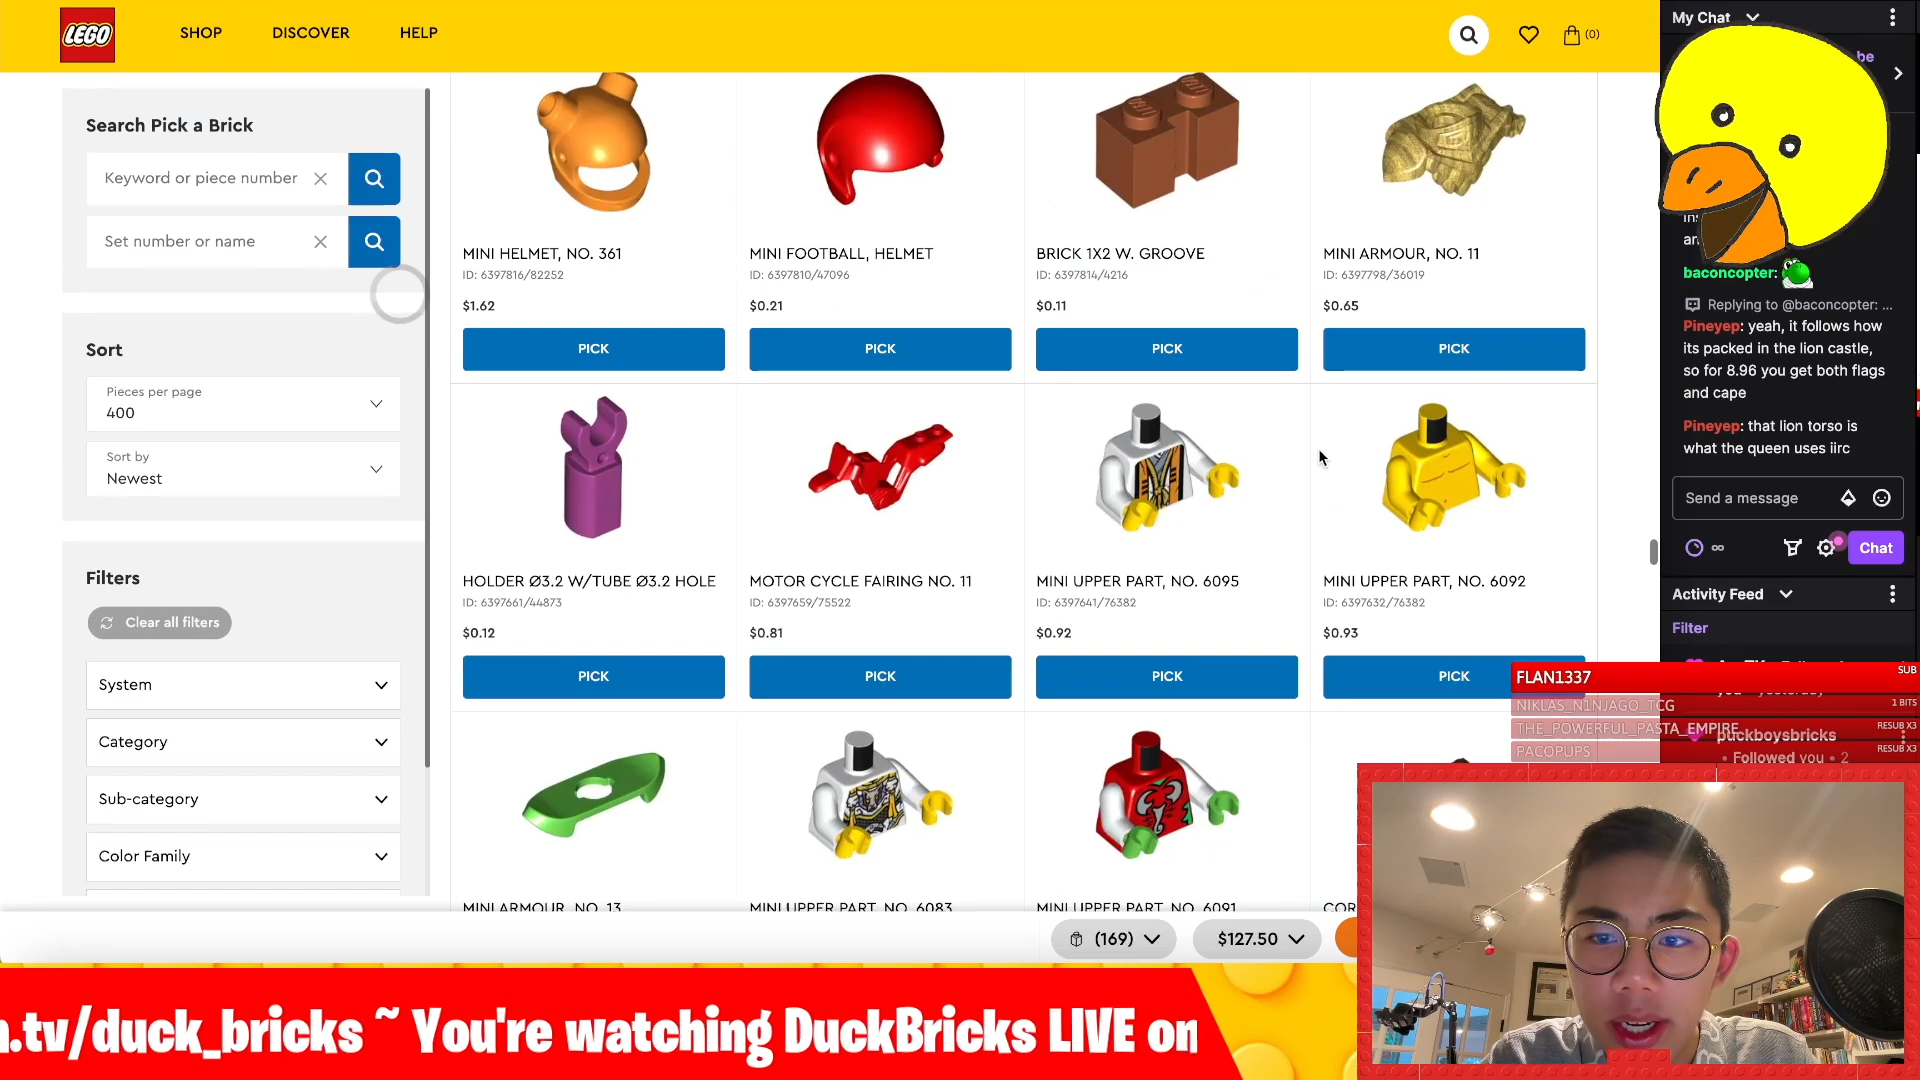 LEGO
SHOP
DISCOVER
HELP
(0)
Search Pick a Brick
Keyword or piece number
Set number or name
Sort
Pieces per page
400
Sort by
Newest
Filters
Clear all filters
System
Category
Sub-category
Color Family
MINI HELMET, NO. 361
ID: 6397816/82252
$1.62
PICK
MINI FOOTBALL, HELMET
ID: 6397810/47096
$0.21
PICK
BRICK 1X2 W. GROOVE
ID: 6397814/4216
$0.11
PICK
MINI ARMOUR, NO. 11
ID: 6397798/36019
$0.65
PICK
HOLDER Ø3.2 W/TUBE Ø3.2 HOLE
ID: 6397661/44873
$0.12
PICK
MOTOR CYCLE FAIRING NO. 11
ID: 6397659/75522
$0.81
PICK
MINI UPPER PART, NO. 6095
ID: 6397641/76382
$0.92
PICK
MINI UPPER PART, NO. 6092
ID: 6397632/76382
$0.93
PICK
MINI ARMOUR, NO. 13
MINI UPPER PART, NO. 6083
MINI UPPER PART, NO. 6091
COR
(169)
$127.50
My Chat
be
baconcopter:
Replying to @baconcopter: ...
Pineyep: yeah, it follows how
its packed in the lion castle,
so for 8.96 you get both flags
and cape
Pineyep: that lion torso is
what the queen uses iirc
Send a message
∞
Chat
Activity Feed
Filter
FLAN1337
SUB
NIKLAS_N1NJAGO_TCG
1 BITS
THE_POWERFUL_PASTA_EMPIRE
RESUB X3
PACOPUPS
RESUB X3
puckboysbricks
• Followed you • 2
.tv/duck_bricks ~ You're watching DuckBricks LIVE on